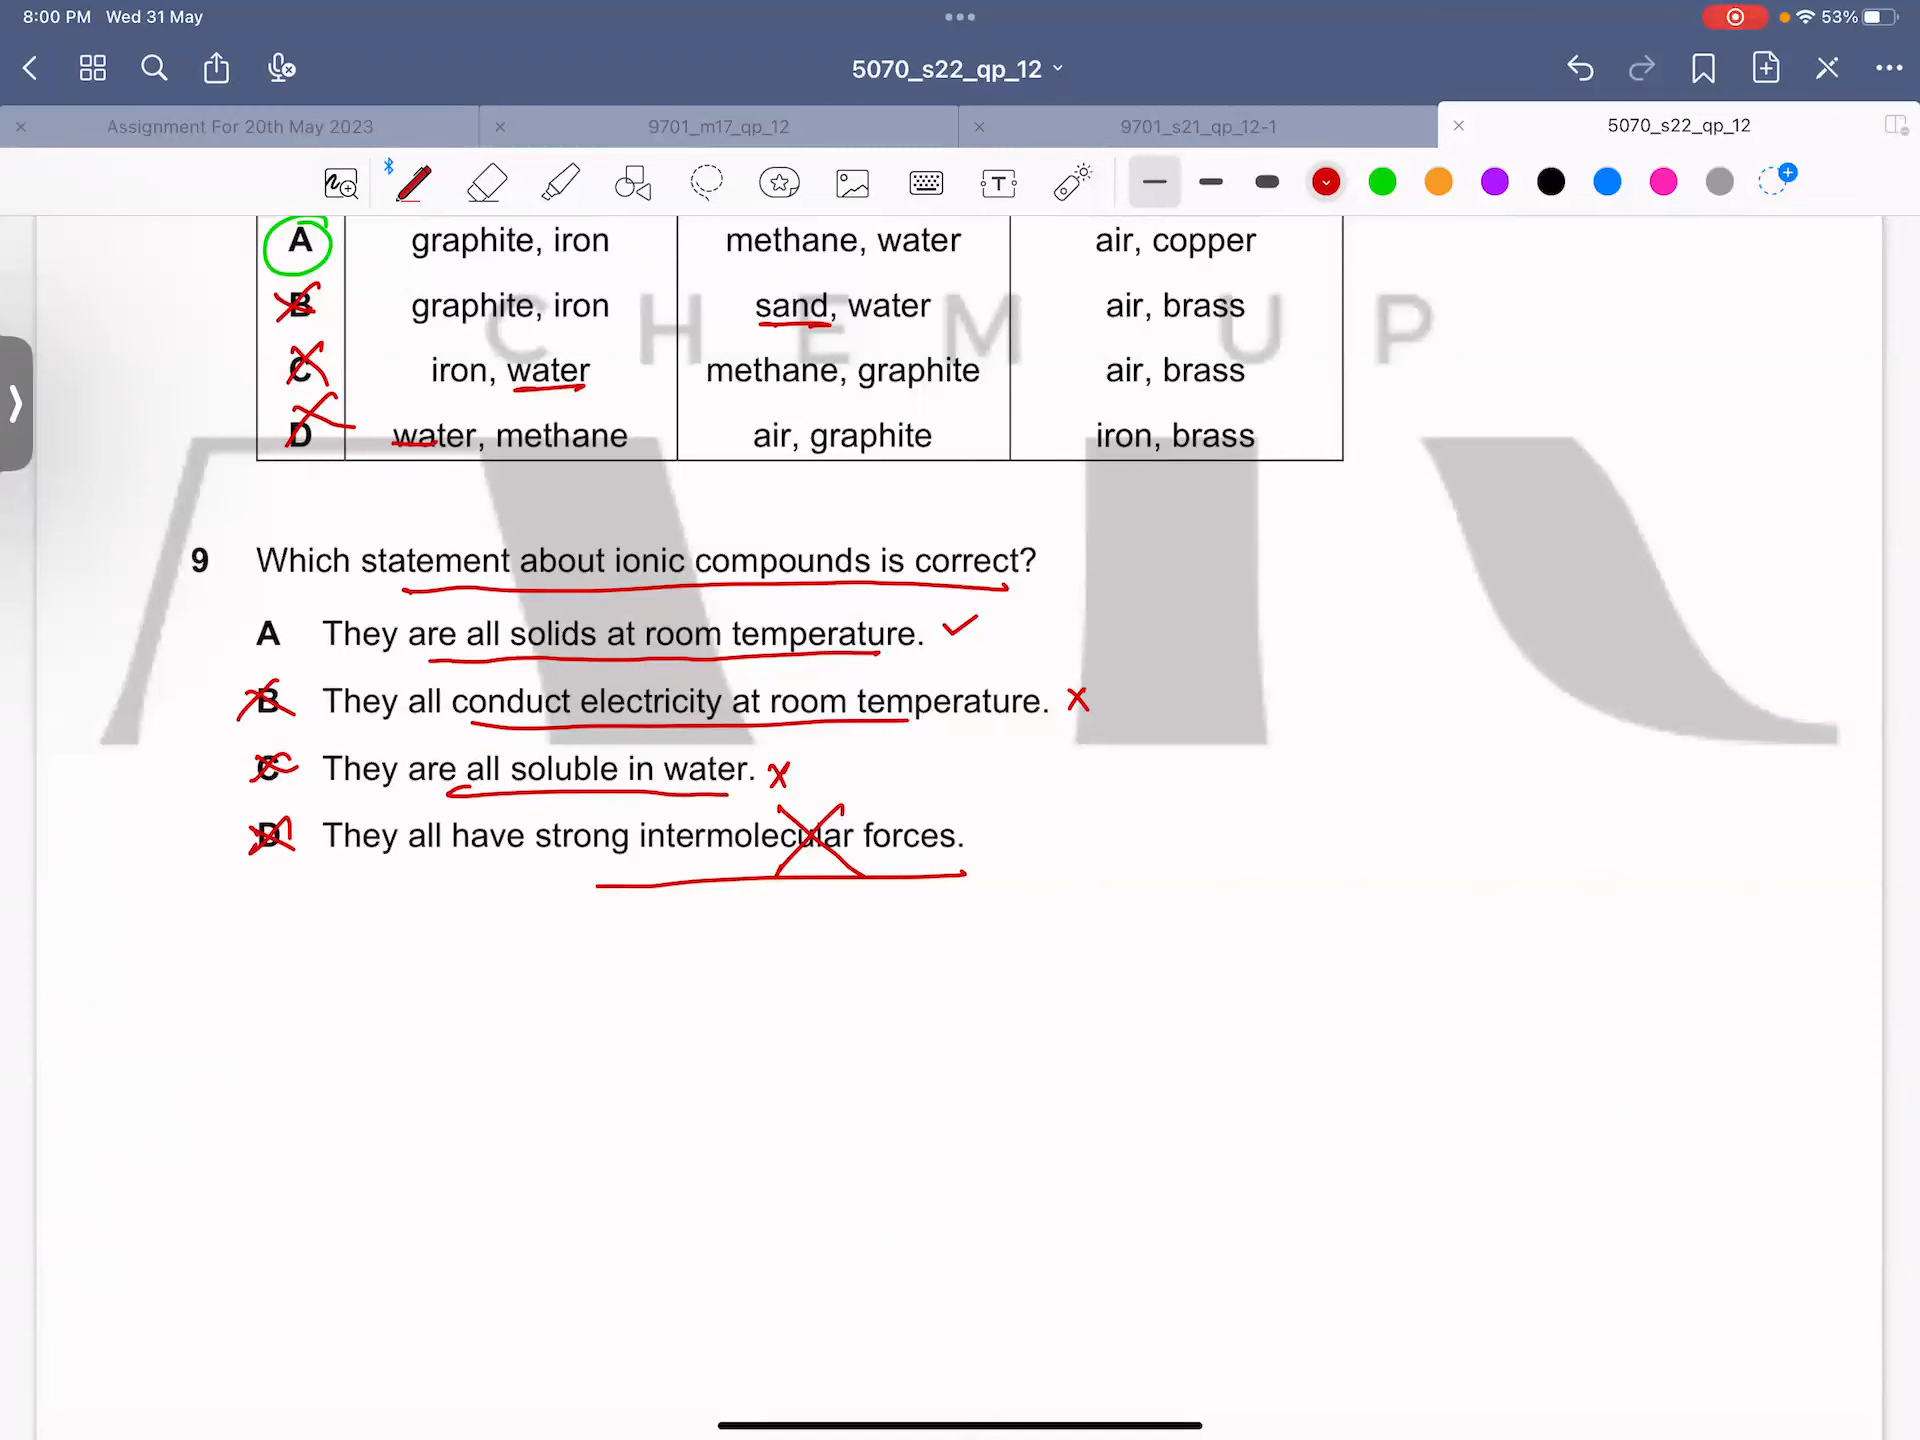 8:00 PM Wed 31 May
53%
5070_s22_qp_12
Assignment For 20th May 2023
9701_m17_qp_12
9701_s21_qp_12-1
5070_s22_qp_12
A graphite, iron methane, water air, copper
B graphite, iron sand, water air, brass
CHEM UP
C iron, water methane, graphite air, brass
D water, methane air, graphite iron, brass
9 Which statement about ionic compounds is correct?
A They are all solids at room temperature.
B They all conduct electricity at room temperature.
C They are all soluble in water.
D They all have strong intermolecular forces.